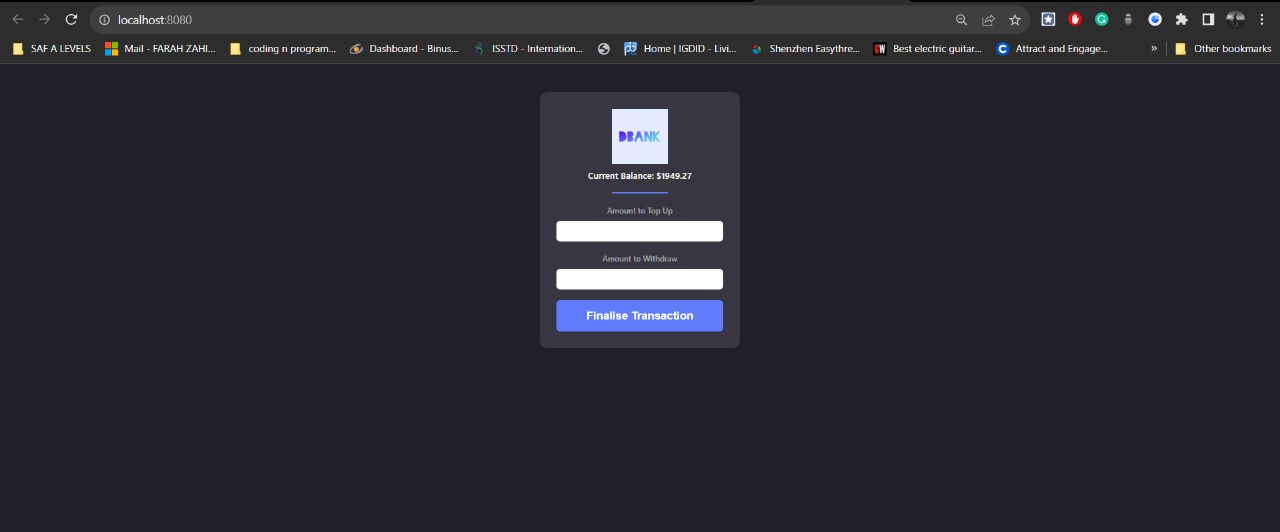 localhost:8080
SAF A LEVELS
Mail - FARAH ZAHI...
coding n program...
Dashboard - Binus...
ISSTD - Internation...
Home | IGDID - Livi...
Shenzhen Easythre...
GW
Best electric guitar...
Attract and Engage...
»
Other bookmarks
DBANK
Current Balance: $1949.27
Amount to Top Up
Amount to Withdraw
Finalise Transaction